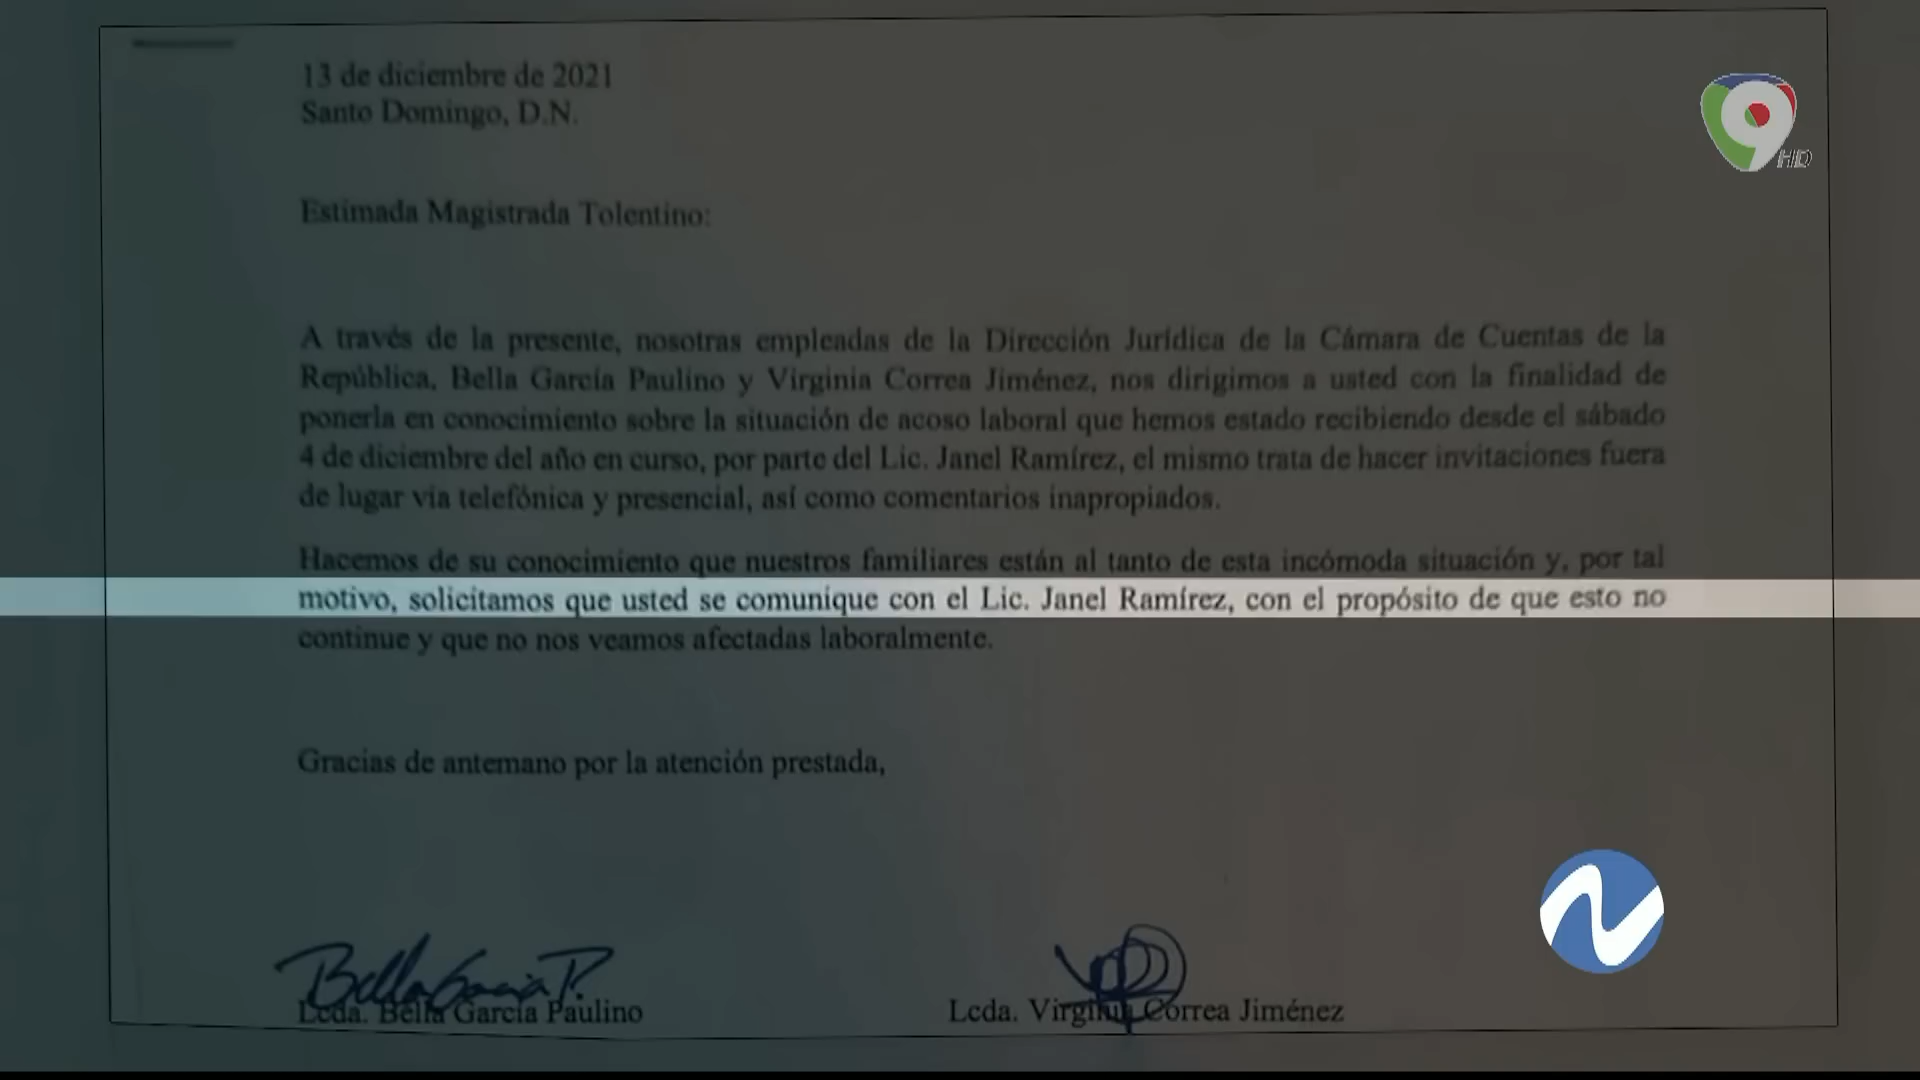 13 de diciembre de 2021
Santo Domingo, D.N.
HD
Estimada Magistrada Tolentino:
A través de la presente, nosotras empleadas de la Dirección Jurídica de la Cámara de Cuentas de la
República, Bella García Paulino y Virginia Correa Jiménez, nos dirigimos a usted con la finalidad de
ponerla en conocimiento sobre la situación de acoso laboral que hemos estado recibiendo desde el sábado
4 de diciembre del año en curso, por parte del Lic. Janel Ramírez, el mismo trata de hacer invitaciones fuera
de lugar vía telefónica y presencial, así como comentarios inapropiados.
Hacemos de su conocimiento que nuestros familiares están al tanto de esta incómoda situación y, por tal
motivo, solicitamos que usted se comunique con el Lic. Janel Ramírez, con el propósito de que esto no
continue y que no nos veamos afectadas laboralmente.
Gracias de antemano por la atención prestada,
Bella García P.
Lcda. Bella García Paulino
Lcda. Virginia Correa Jiménez